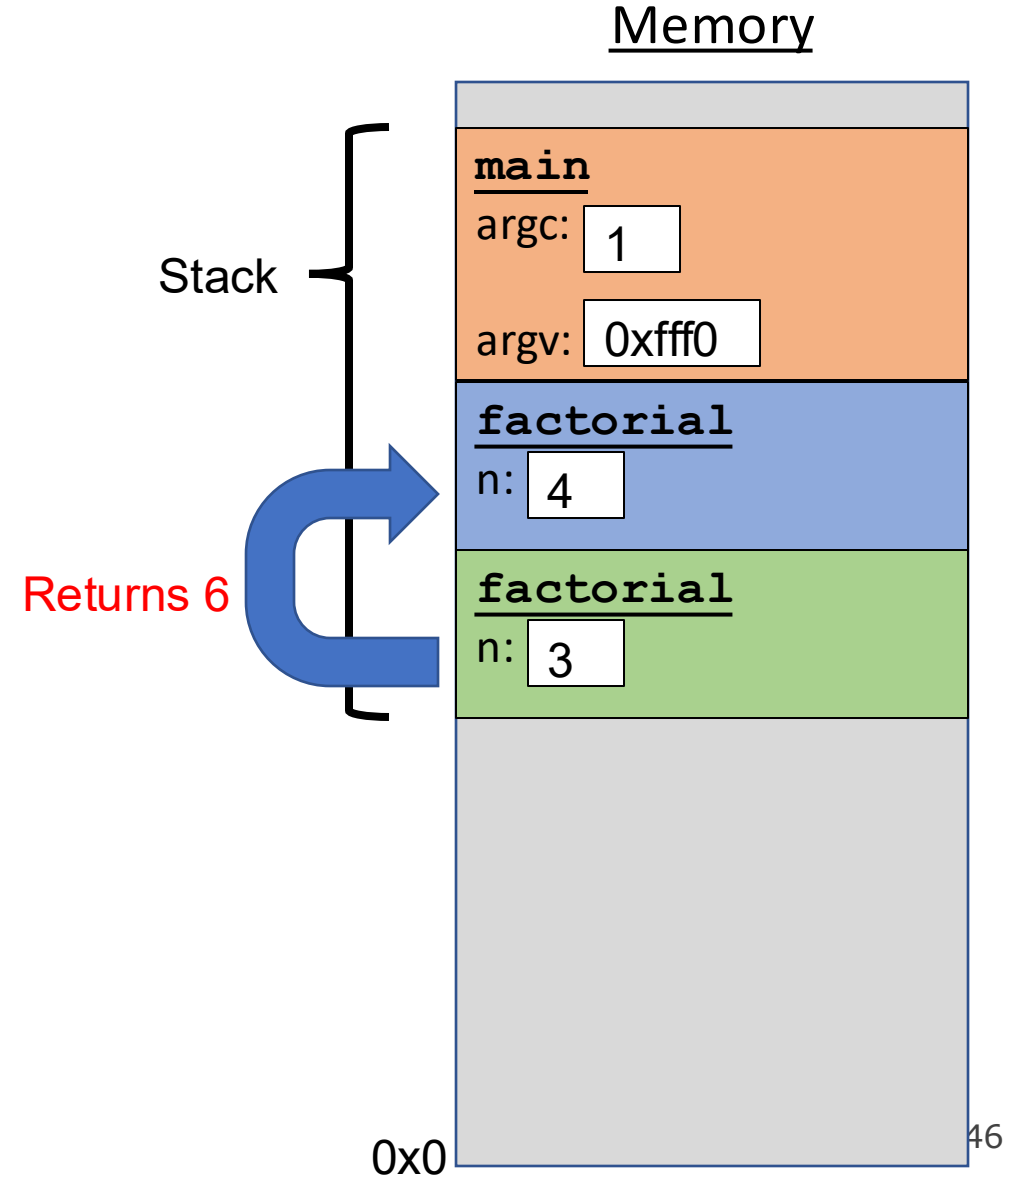 Memory
main
argc: 1
Stack
argv: 0xfff0
factorial
n: 4
Returns 6
factorial
n: 3
46
0x0